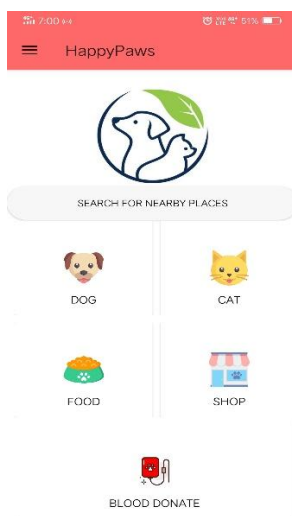 7:00
51%
HappyPaws
SEARCH FOR NEARBY PLACES
DOG
CAT
FOOD
SHOP
BLOOD DONATE